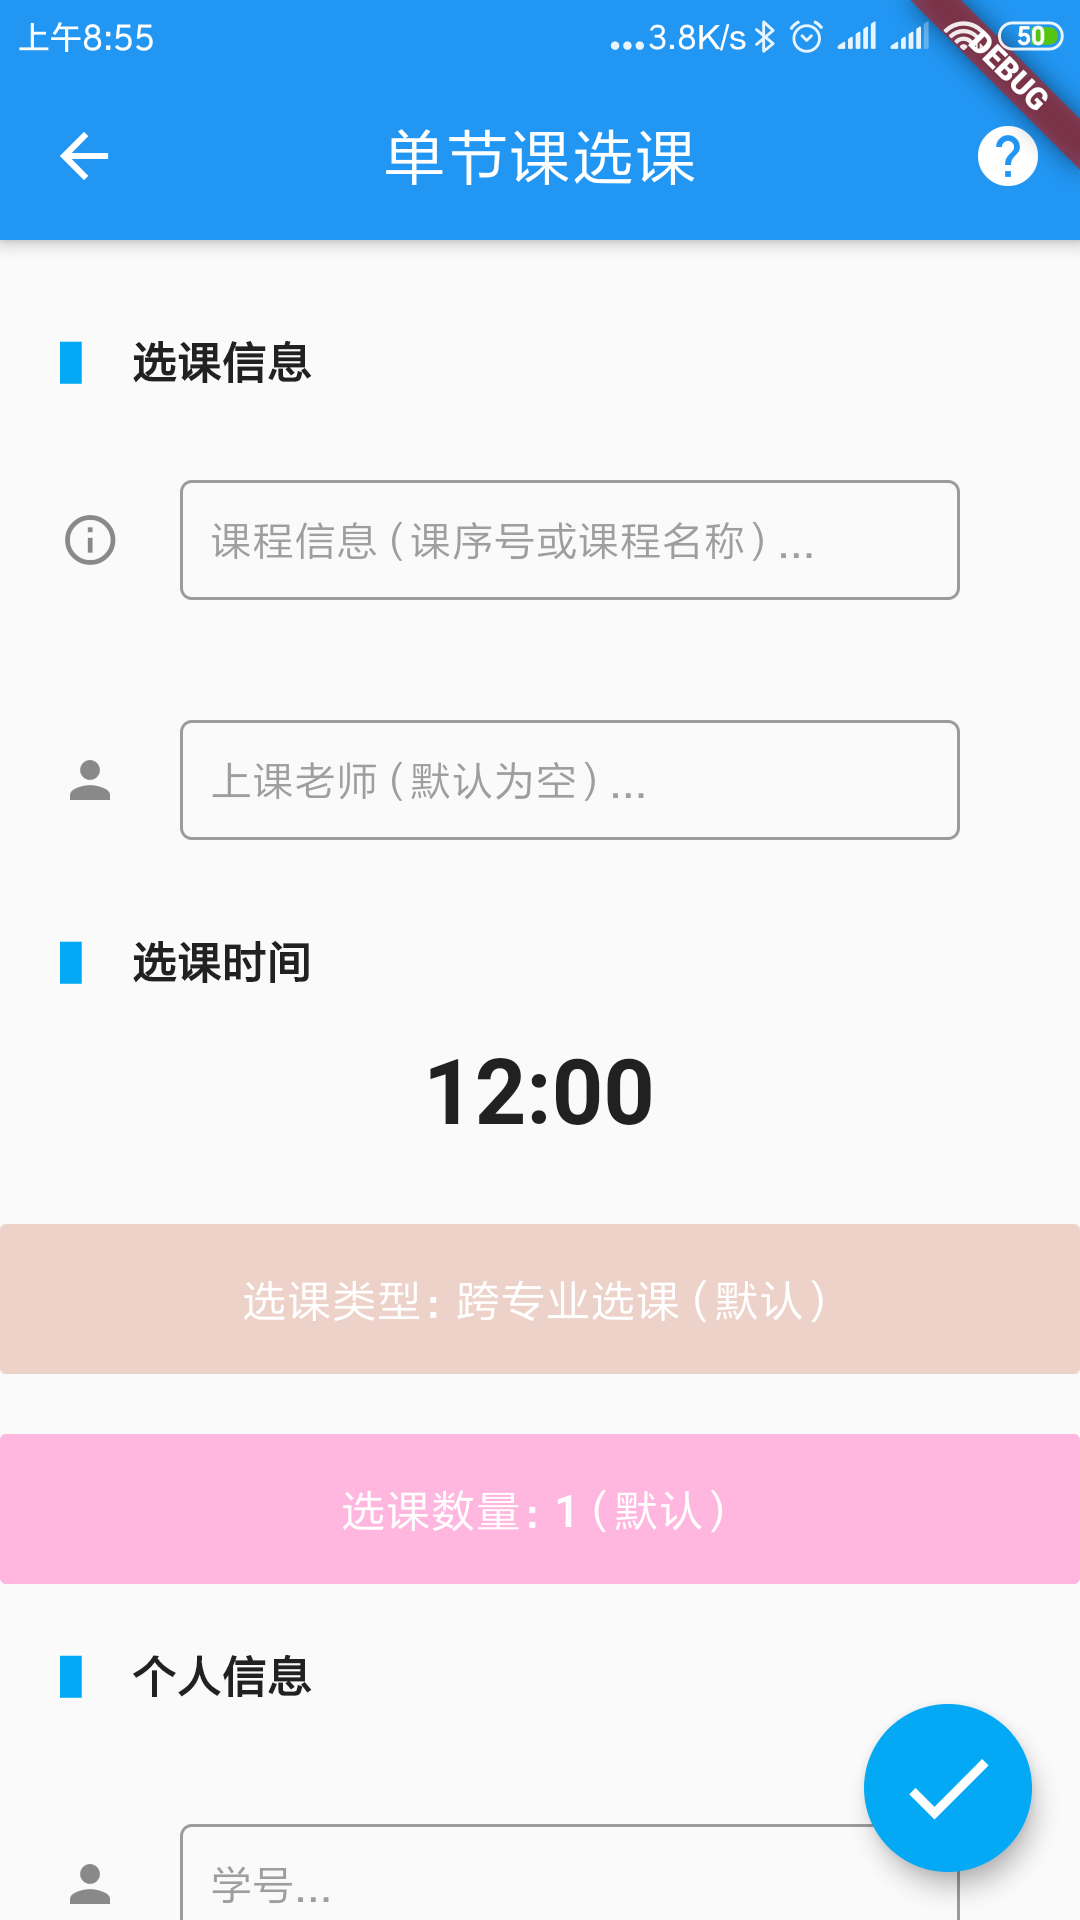 上午8:55
...3.8K/s
50
DEBUG
单节课选课
选课信息
课程信息(课序号或课程名称)...
上课老师(默认为空)...
选课时间
12:00
选课类型: 跨专业选课(默认)
选课数量: 1(默认)
个人信息
学号...